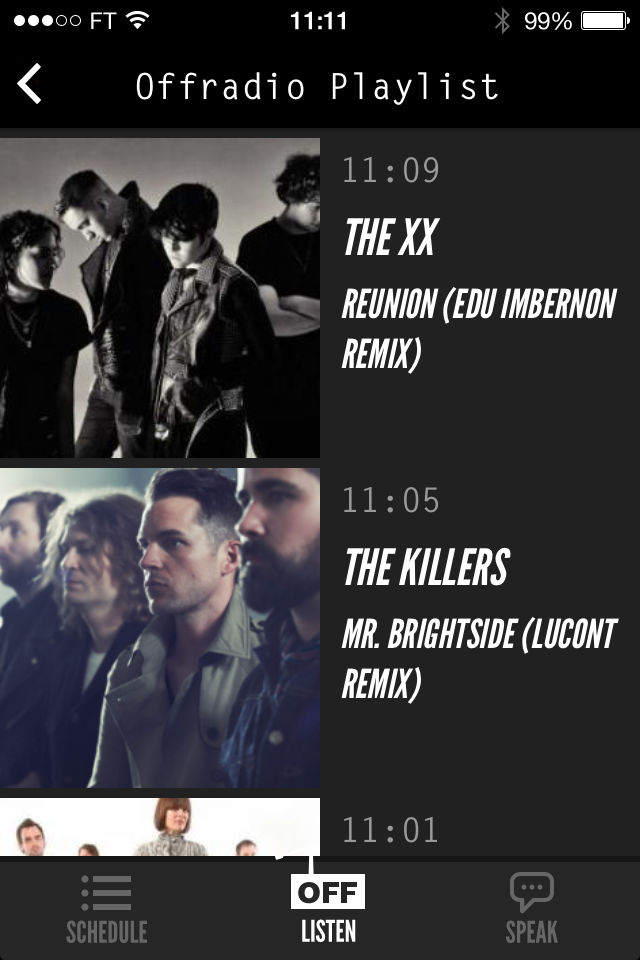 FT 11:11 99%
Offradio Playlist
11:09
THE XX
REUNION (EDU IMBERNON
REMIX)
11:05
THE KILLERS
MR. BRIGHTSIDE (LUCONT
REMIX)
11:01
SCHEDULE OFF LISTEN SPEAK